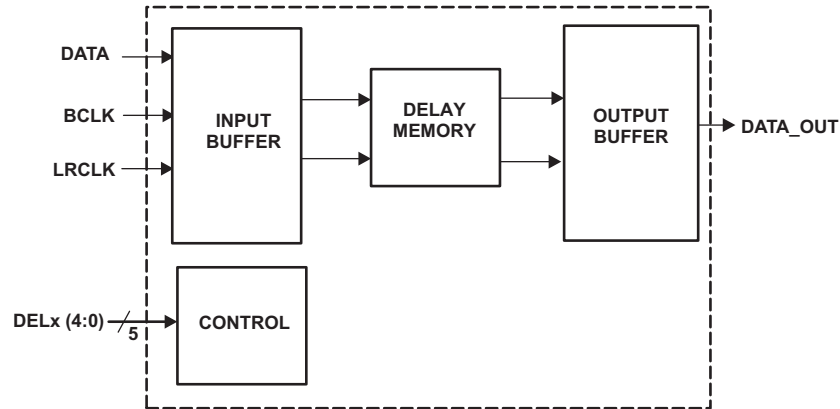 DATA
BCLK
LRCLK
INPUT
BUFFER
DELAY
MEMORY
OUTPUT
BUFFER
DATA_OUT
DELx (4:0)
5
CONTROL